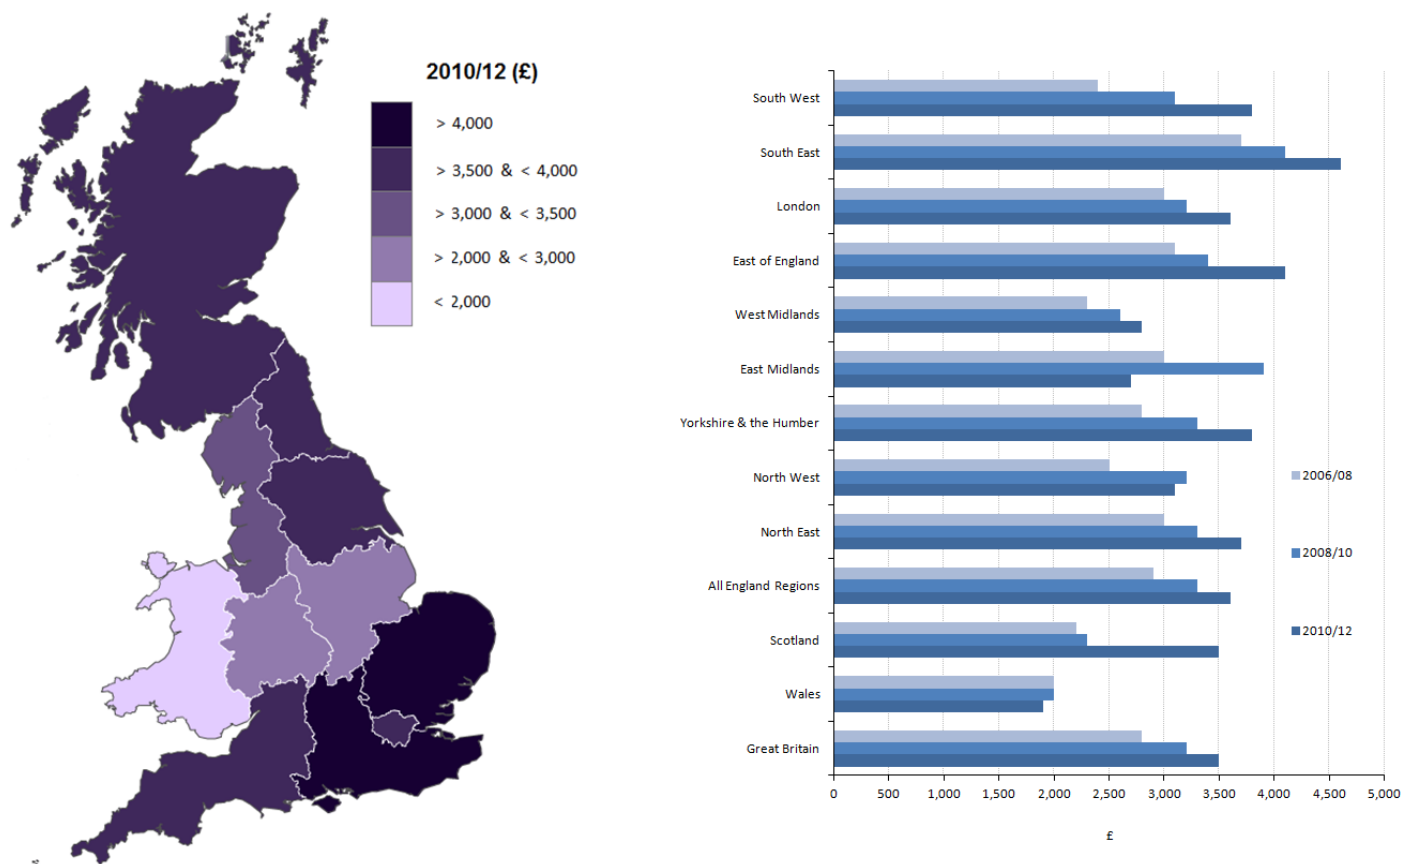 2010/12 (£)
> 4,000
> 3,500 & < 4,000
> 3,000 & < 3,500
> 2,000 & < 3,000
< 2,000
South West
South East
London
East of England
West Midlands
East Midlands
Yorkshire & the Humber
North West
North East
All England Regions
Scotland
Wales
Great Britain
2006/08
2008/10
2010/12
0 500 1,000 1,500 2,000 2,500 3,000 3,500 4,000 4,500 5,000
£